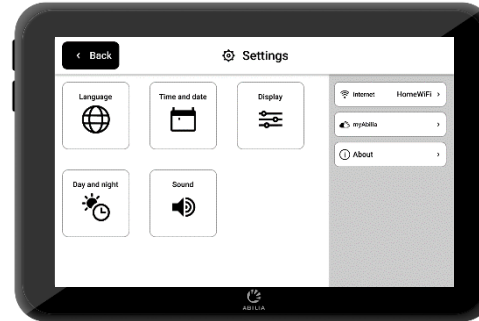 Back
Settings
Language
Time and date
Display
Internet HomeWiFi
myAbilia
About
Day and night
Sound
ABILIA